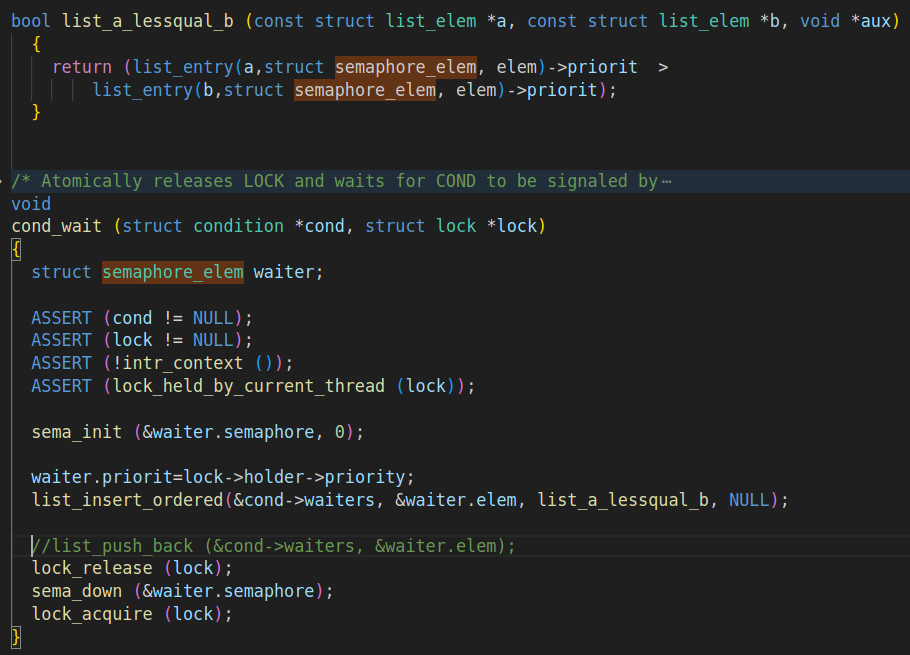 bool list_a_lessqual_b (const struct list_elem *a, const struct list_elem *b, void *aux)
{
return (list_entry(a,struct semaphore_elem, elem)->priorit  >
list_entry(b,struct semaphore_elem, elem)->priorit);
}
/* Atomically releases LOCK and waits for COND to be signaled by⋯
void
cond_wait (struct condition *cond, struct lock *lock)
{
struct semaphore_elem waiter;
ASSERT (cond != NULL);
ASSERT (lock != NULL);
ASSERT (!intr_context ());
ASSERT (lock_held_by_current_thread (lock));
sema_init (&waiter.semaphore, 0);
waiter.priorit=lock->holder->priority;
list_insert_ordered(&cond->waiters, &waiter.elem, list_a_lessqual_b, NULL);
//list_push_back (&cond->waiters, &waiter.elem);
lock_release (lock);
sema_down (&waiter.semaphore);
lock_acquire (lock);
}